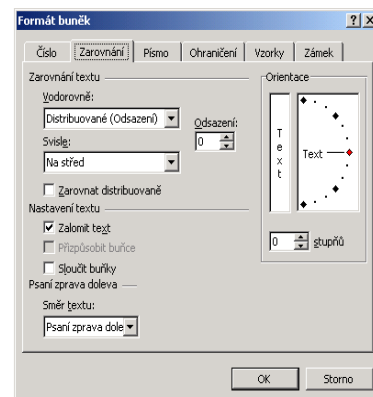 Formát buněk
Číslo Zarovnání Písmo Ohraničení Vzorky Zámek
Zarovnání textu
Vodorovně:
Distribuované (Odsazení)
Odsazení:
0
Svisle:
Na střed
Zarovnat distribuovaně
Nastavení textu
Zalomit text
Přizpůsobit buňce
Sloučit buňky
Psaní zprava doleva
Směr textu:
Psaní zprava dole
Orientace
T
e
x
t
Text
0 stupňů
OK Storno